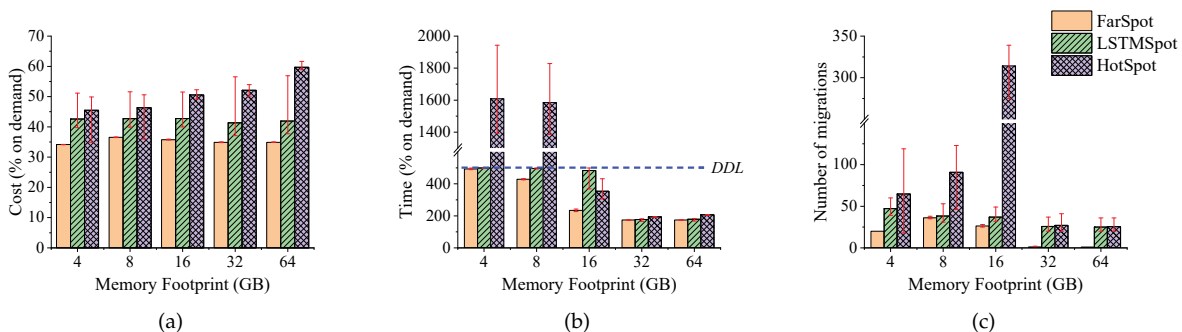 Cost (% on demand)
70
60
50
40
30
20
10
0
4 8 16 32 64
Memory Footprint (GB)
(a)
Time (% on demand)
2000
1800
1600
1400
400
200
0
DDL
4 8 16 32 64
Memory Footprint (GB)
(b)
Number of migrations
350
300
100
50
0
4 8 16 32 64
Memory Footprint (GB)
(c)
FarSpot
LSTMSpot
HotSpot